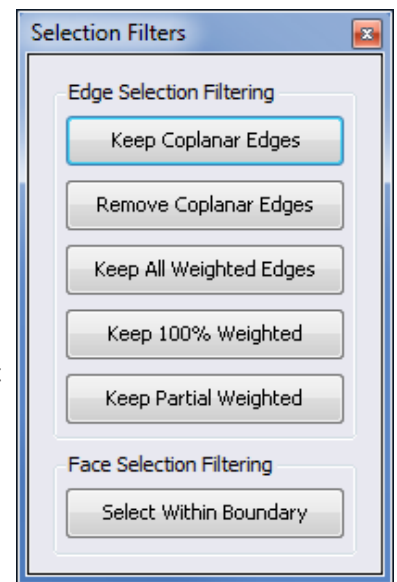 Selection Filters
Edge Selection Filtering
Keep Coplanar Edges
Remove Coplanar Edges
Keep All Weighted Edges
Keep 100% Weighted
Keep Partial Weighted
Face Selection Filtering
Select Within Boundary